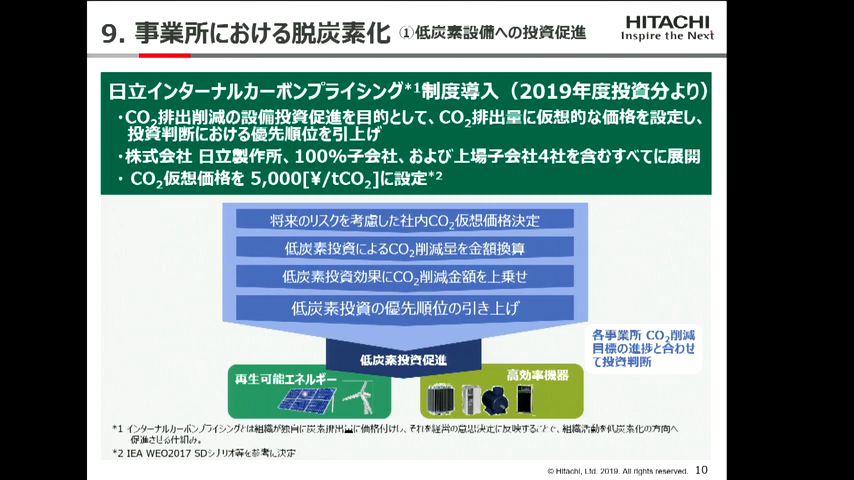 9. 事業所における脱炭素化 ①低炭素設備への投資促進
HITACHI
Inspire the Next
日立インターナルカーボンプライシング*1制度導入（2019年度投資分より）
・CO2排出削減の設備投資促進を目的として、CO2排出量に仮想的な価格を設定し、
投資判断における優先順位を引上げ
・株式会社 日立製作所、100%子会社、および上場子会社4社を含むすべてに展開
・ CO2仮想価格を 5,000[¥/tCO2]に設定*2
将来のリスクを考慮した社内CO2仮想価格決定
低炭素投資によるCO2削減量を金額換算
低炭素投資効果にCO2削減金額を上乗せ
低炭素投資の優先順位の引き上げ
低炭素投資促進
各事業所 CO2削減
目標の進捗と合わせ
て投資判断
再生可能エネルギー
高効率機器
*1 インターナルカーボンプライシングとは組織が独自に炭素排出量に価格付けし、それを経営の意思決定に反映することで、組織活動を低炭素化の方向へ
促進させる仕組み。
*2 IEA WEO2017 SDシナリオ等を参考に決定
© Hitachi, Ltd. 2019. All rights reserved. 10